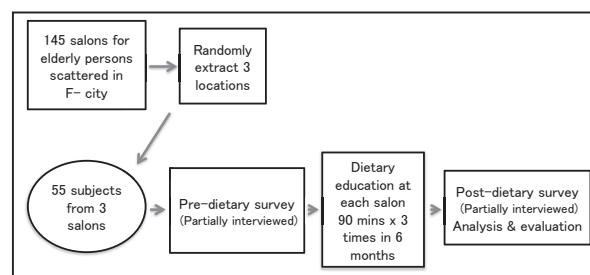 145 salons for
elderly persons
scattered in
F- city
Randomly
extract 3
locations
55 subjects
from 3
salons
Pre-dietary survey
(Partially interviewed)
Dietary
education at
each salon
90 mins x 3
times in 6
months
Post-dietary survey
(Partially interviewed)
Analysis & evaluation